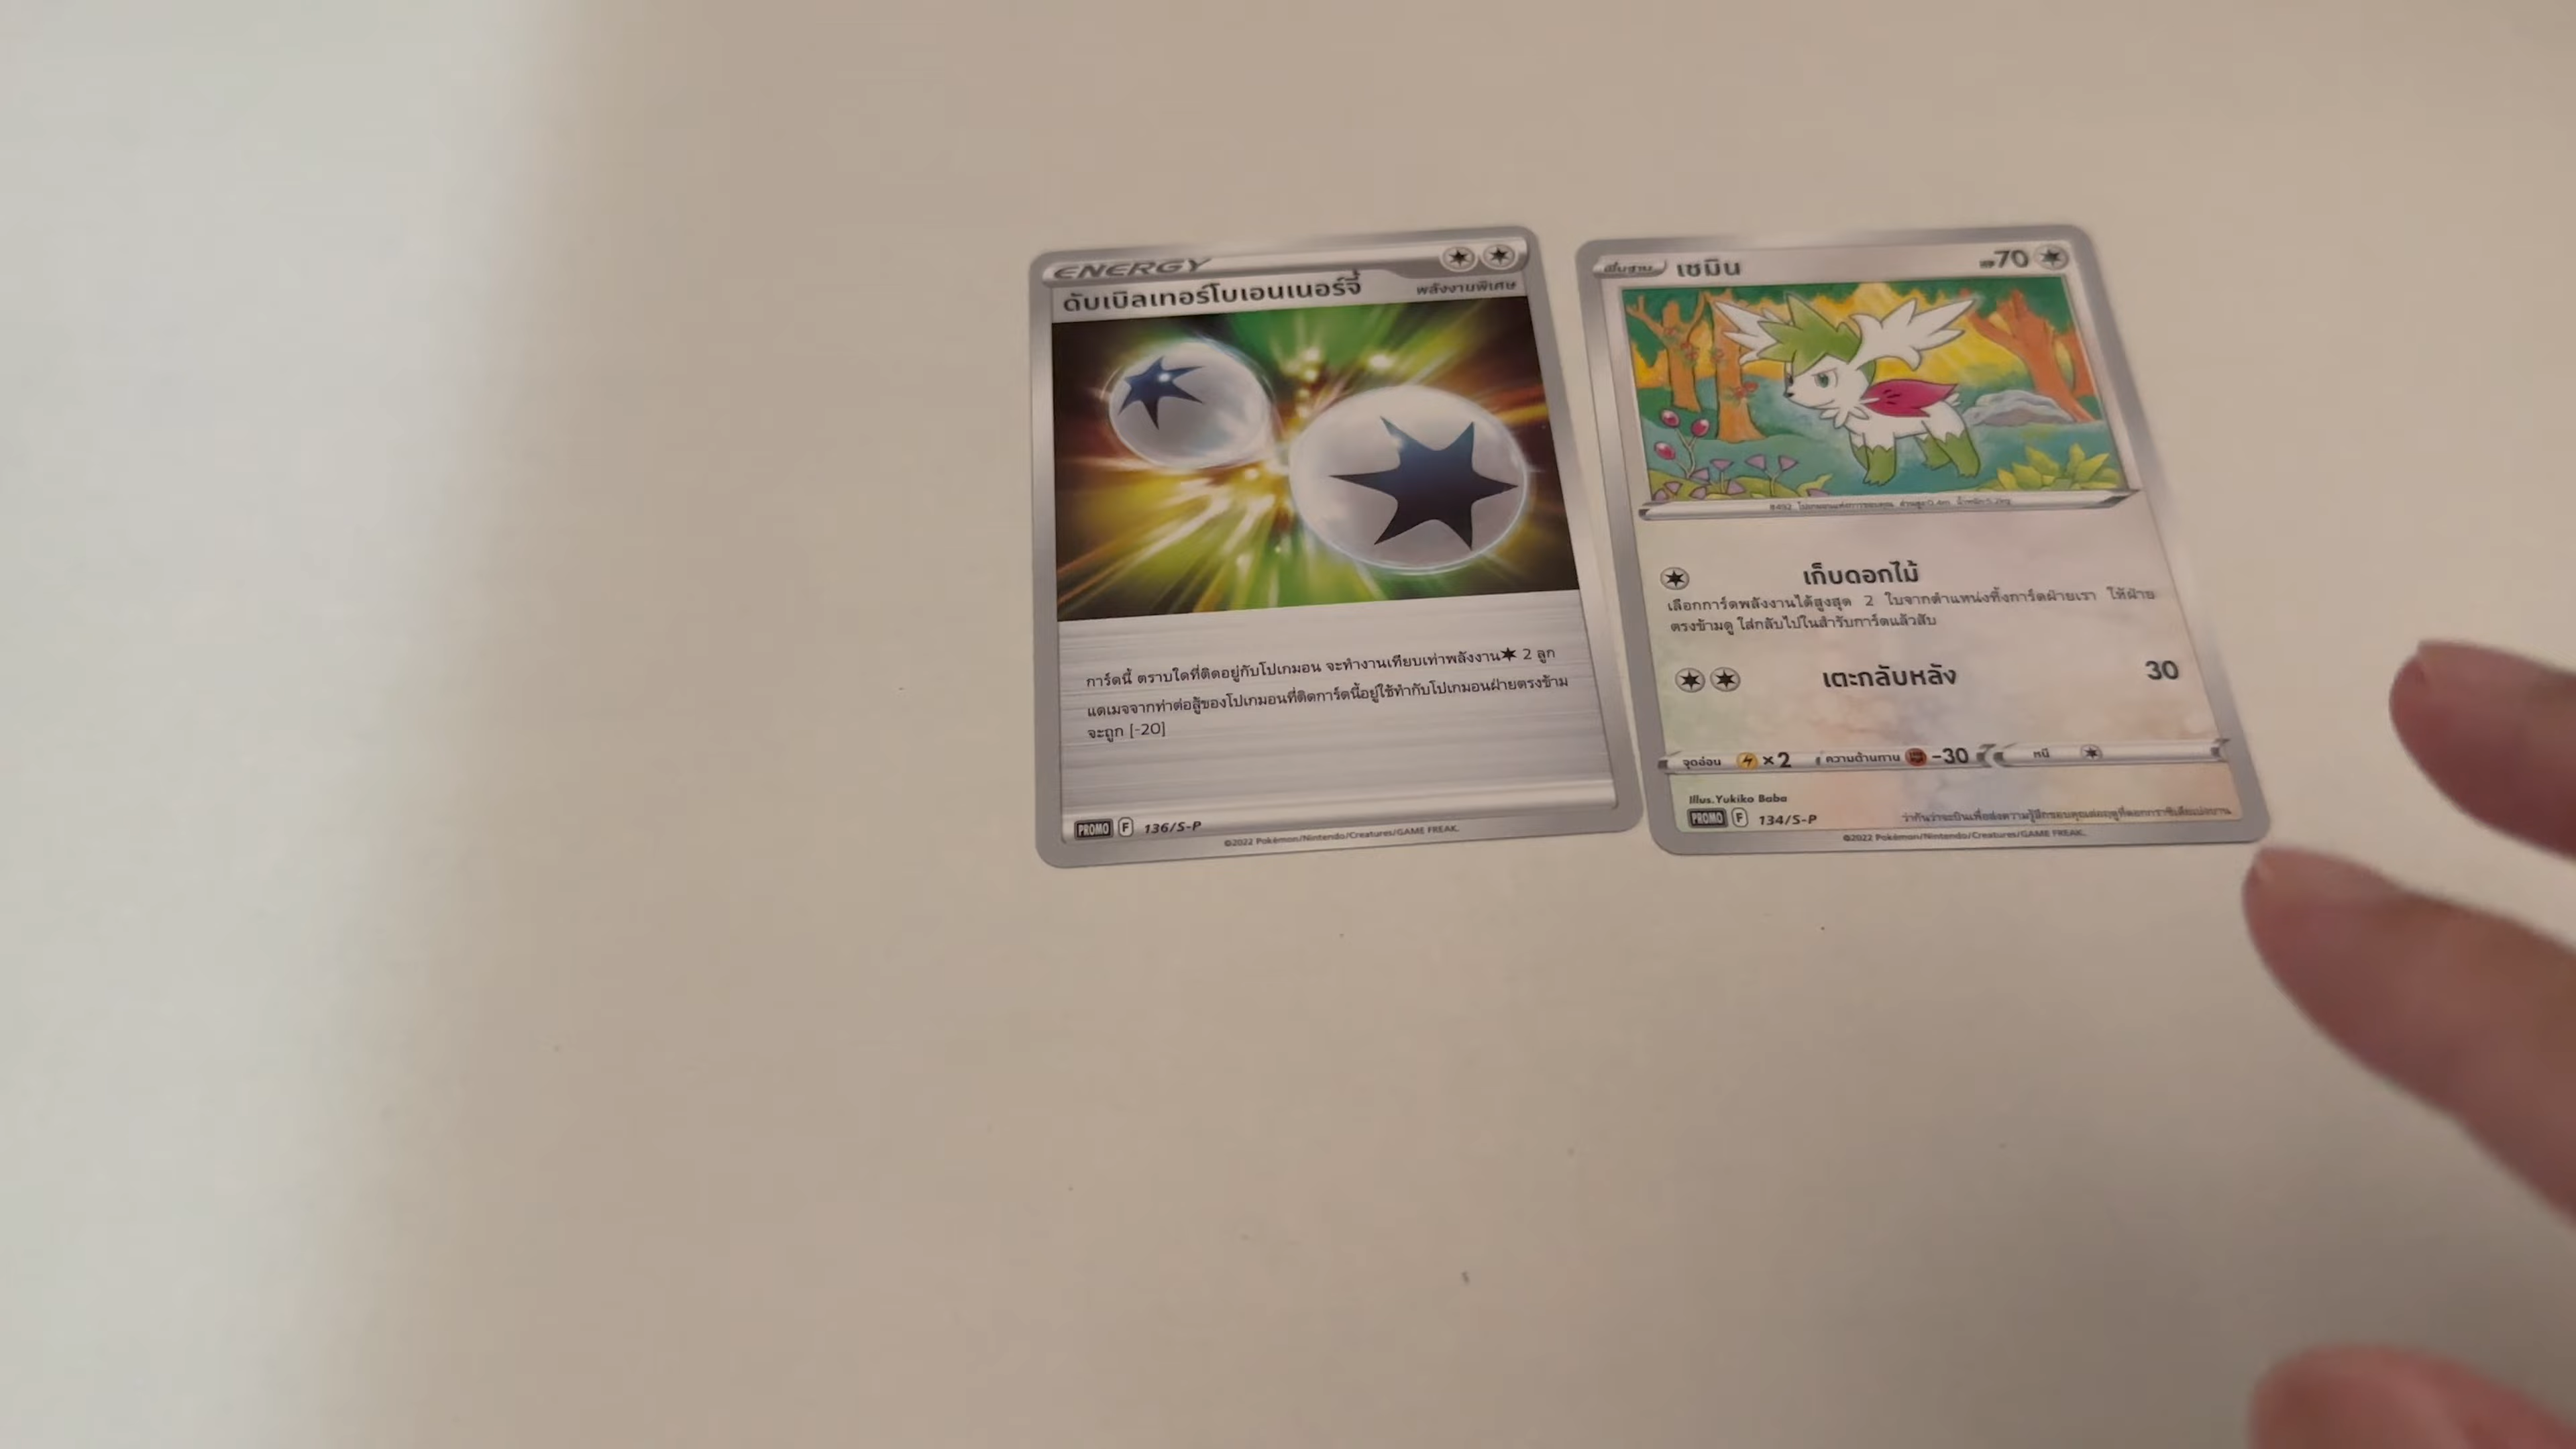 ENERGY
ดับเบิลเทอร์โบเอนเนอร์จี้
พลังงานพิเศษ
การ์ดนี้ ตราบใดที่ติดอยู่กับโปเกมอน จะทำงานเทียบเท่าพลังงาน 2 ลูก
แดเมจจากท่าต่อสู้ของโปเกมอนที่ติดการ์ดนี้อยู่ใช้ทำกับโปเกมอนฝ่ายตรงข้าม
จะถูก [-20]
PROMO F 136/S-P
©2022 Pokémon/Nintendo/Creatures/GAME FREAK.
พื้นฐาน เชมิน HP70
เก็บดอกไม้
เลือกการ์ดพลังงานได้สูงสุด 2 ใบจากตำแหน่งทิ้งการ์ดฝ่ายเรา ให้ฝ่าย
ตรงข้ามดู ใส่กลับไปในสำรับการ์ดแล้วสับ
เตะกลับหลัง 30
จุดอ่อน ×2 ความต้านทาน -30 หนี
Illus. Yukiko Baba
PROMO F 134/S-P
©2022 Pokémon/Nintendo/Creatures/GAME FREAK.